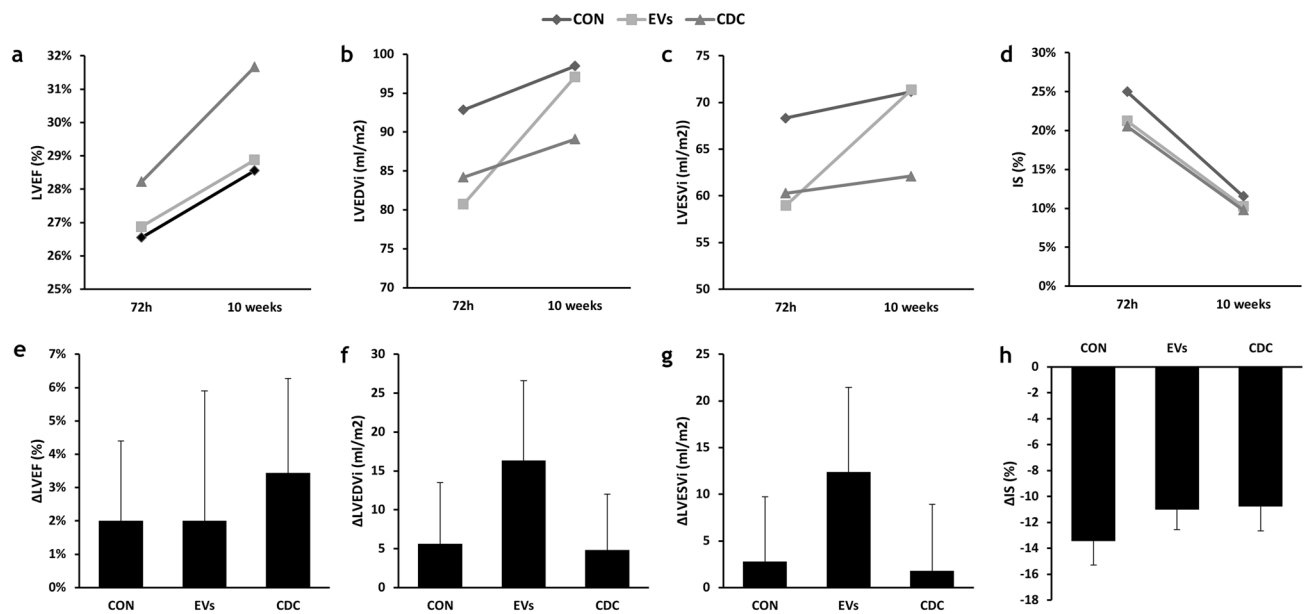 CON EVs CDC
a
32%
31%
30%
29%
28%
27%
26%
25%
LVEF (%)
72h 10 weeks
b
100
95
90
85
80
75
70
LVEDVi (ml/m2)
72h 10 weeks
c
75
70
65
60
55
50
LVESVi (ml/m2))
72h 10 weeks
d
30%
25%
20%
15%
10%
5%
0%
IS (%)
72h 10 weeks
e
7%
6%
5%
4%
3%
2%
1%
0%
ΔLVEF (%)
CON EVs CDC
f
30
25
20
15
10
5
0
ΔLVEDVi (ml/m2)
CON EVs CDC
g
25
20
15
10
5
0
ΔLVESVi (ml/m2)
CON EVs CDC
h
CON EVs CDC
0
-2
-4
-6
-8
-10
-12
-14
-16
-18
ΔIS (%)